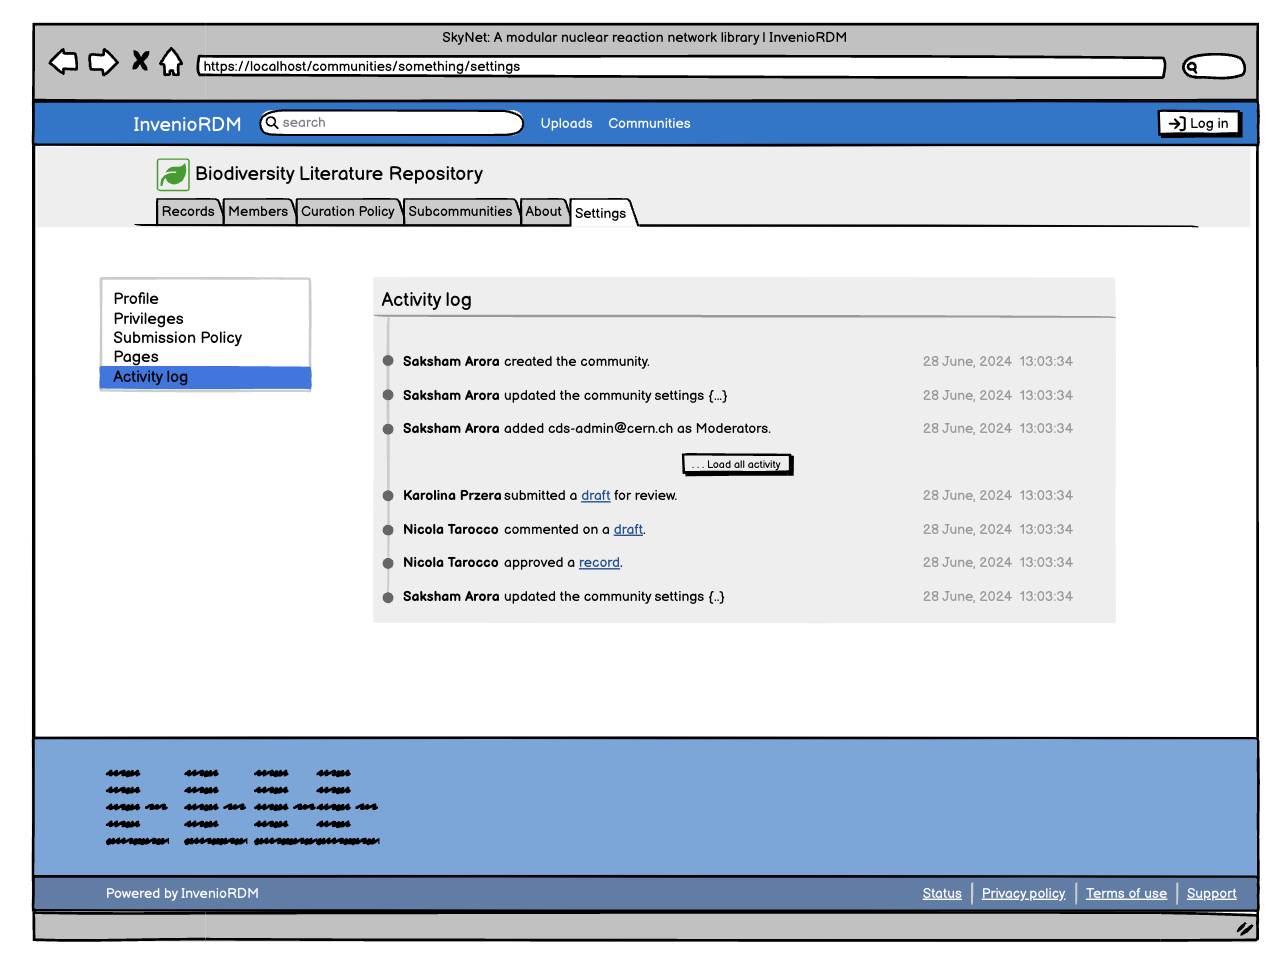 SkyNet: A modular nuclear reaction network library | InvenioRDM
https://localhost/communities/something/settings
InvenioRDM search Uploads Communities Log in
Biodiversity Literature Repository
Records Members Curation Policy Subcommunities About Settings
Profile
Privileges
Submission Policy
Pages
Activity log
Activity log
Saksham Arora created the community. 28 June, 2024 13:03:34
Saksham Arora updated the community settings {...} 28 June, 2024 13:03:34
Saksham Arora added cds-admin@cern.ch as Moderators. 28 June, 2024 13:03:34
... Load all activity
Karolina Przera submitted a draft for review. 28 June, 2024 13:03:34
Nicola Tarocco commented on a draft. 28 June, 2024 13:03:34
Nicola Tarocco approved a record. 28 June, 2024 13:03:34
Saksham Arora updated the community settings {..} 28 June, 2024 13:03:34
Powered by InvenioRDM Status Privacy policy Terms of use Support